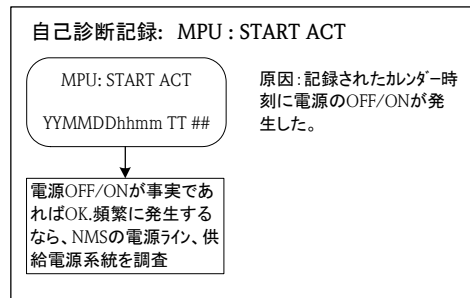 自己診断記録: MPU : START ACT
MPU: START ACT
YYMMDDhhmm TT ##
原因:記録されたカレンダー時
刻に電源のOFF/ONが発
生した。
電源OFF/ONが事実であ
ればOK.頻繁に発生する
なら、NMSの電源ライン、供
給電源系統を調査